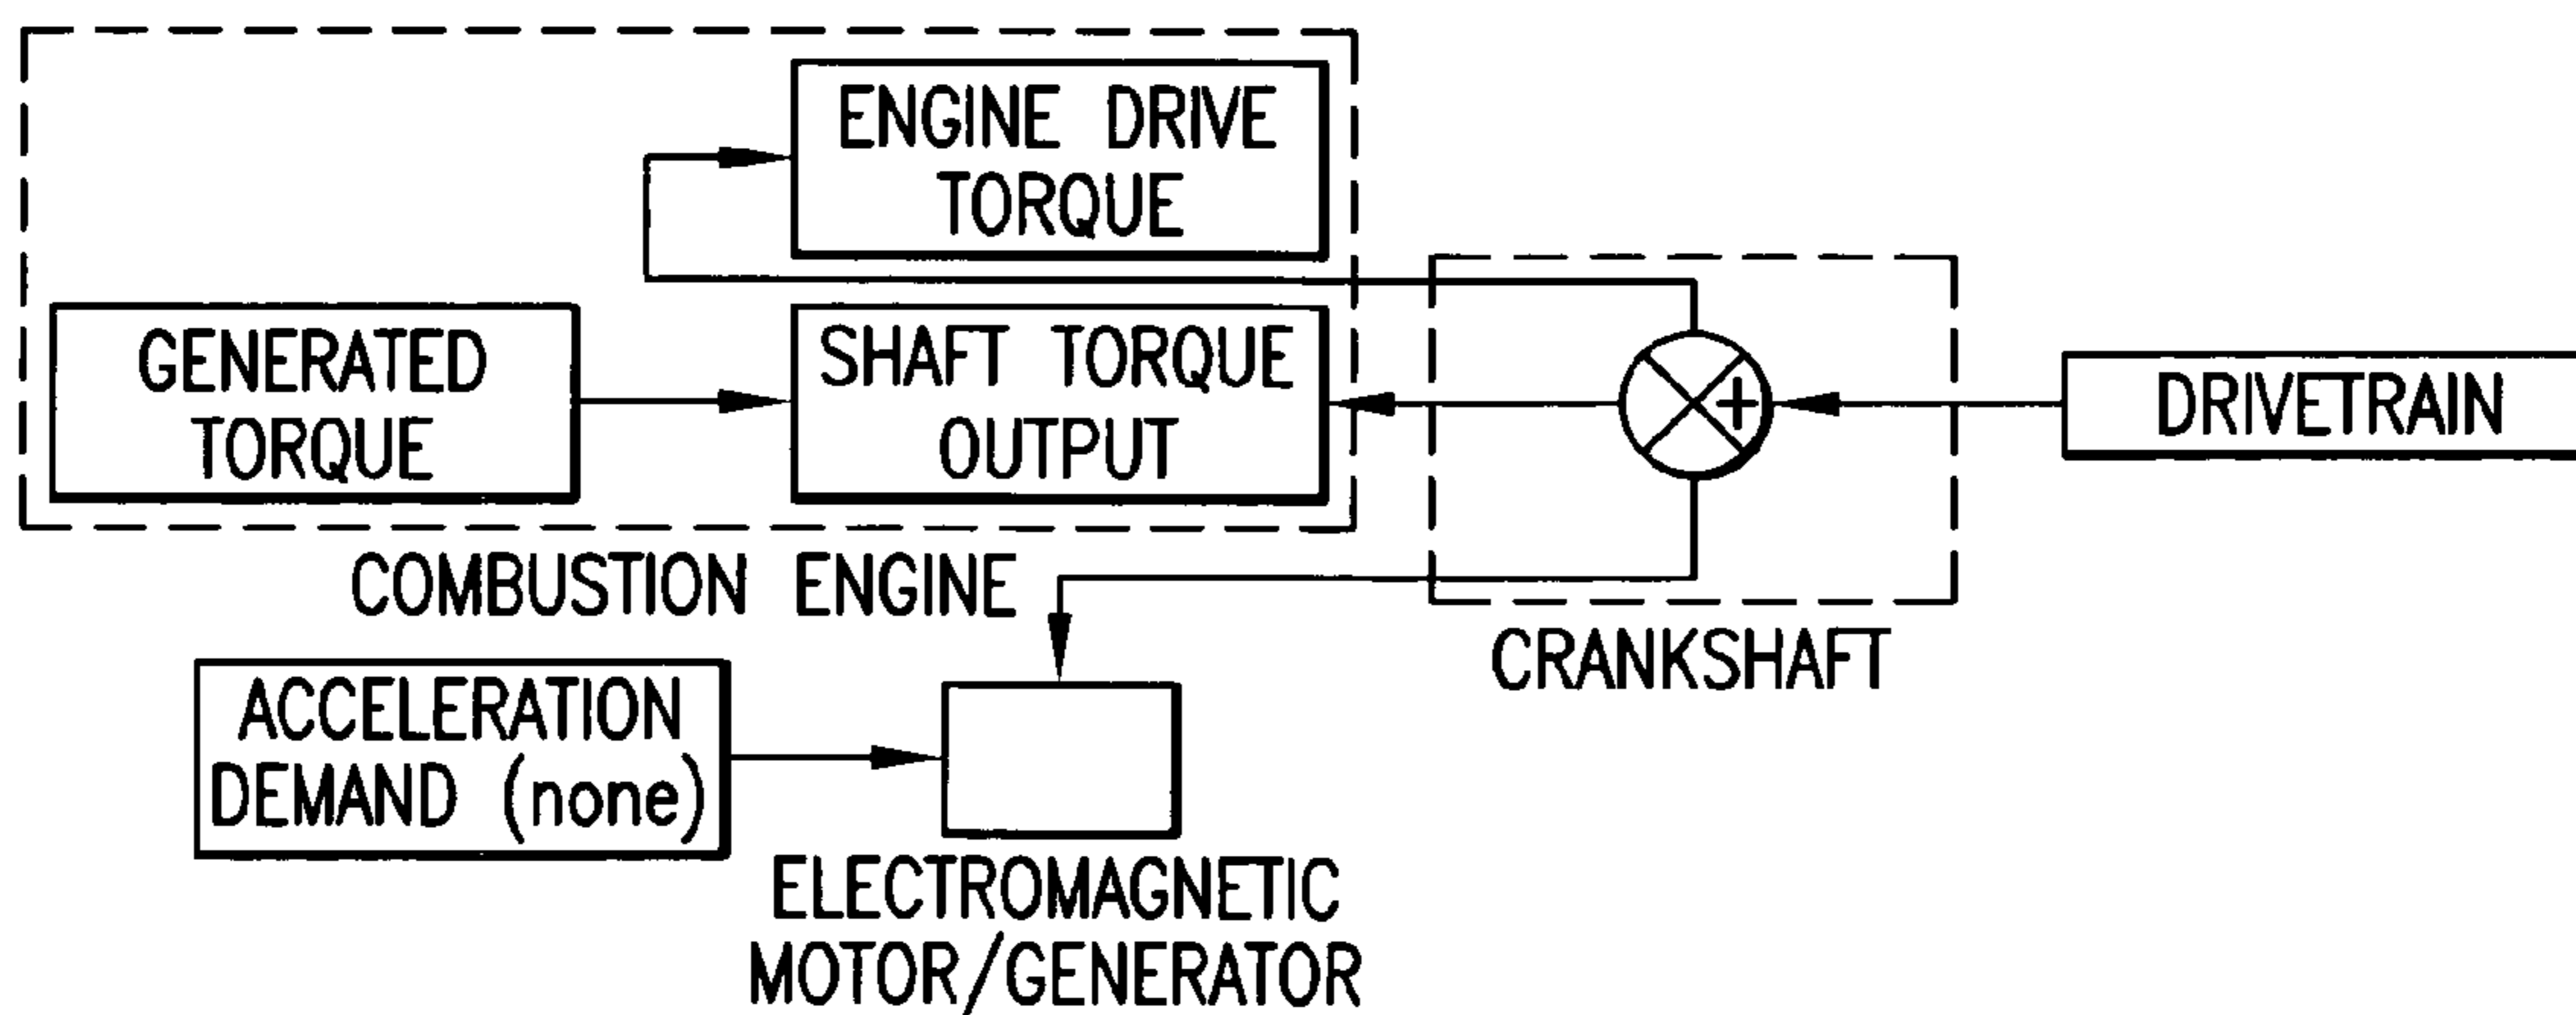 ENGINE DRIVE
TORQUE
GENERATED
TORQUE
SHAFT TORQUE
OUTPUT
+
DRIVETRAIN
COMBUSTION ENGINE
CRANKSHAFT
ACCELERATION
DEMAND (none)
ELECTROMAGNETIC
MOTOR/GENERATOR